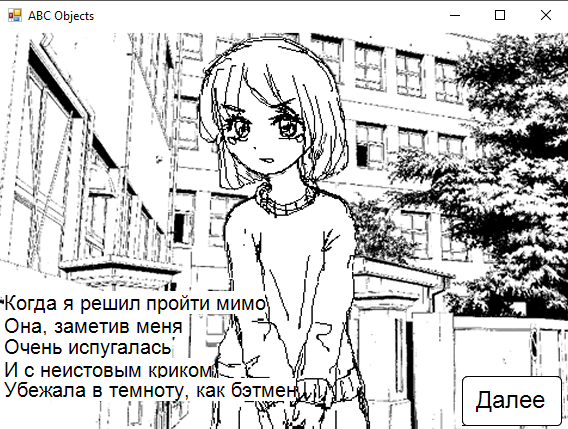 ABC Objects
Когда я решил пройти мимо
Она, заметив меня
Очень испугалась
И с неистовым криком
Убежала в темноту, как бэтмен
Далее